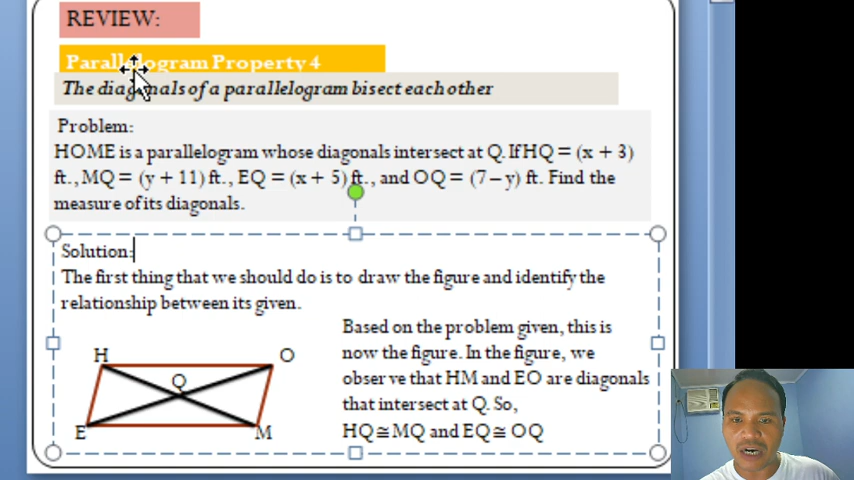 REVIEW:
Parallelogram Property 4
The diagonals of a parallelogram bisect each other
Problem:
HOME is a parallelogram whose diagonals intersect at Q. If HQ = (x + 3)
ft., MQ = (y + 11) ft., EQ = (x + 5) ft., and OQ = (7 – y) ft. Find the
measure of its diagonals.
Solution:
The first thing that we should do is to draw the figure and identify the
relationship between its given.
Based on the problem given, this is
now the figure. In the figure, we
observe that HM and EO are diagonals
that intersect at Q. So,
HQ ≅ MQ and EQ ≅ OQ
H
O
Q
E
M